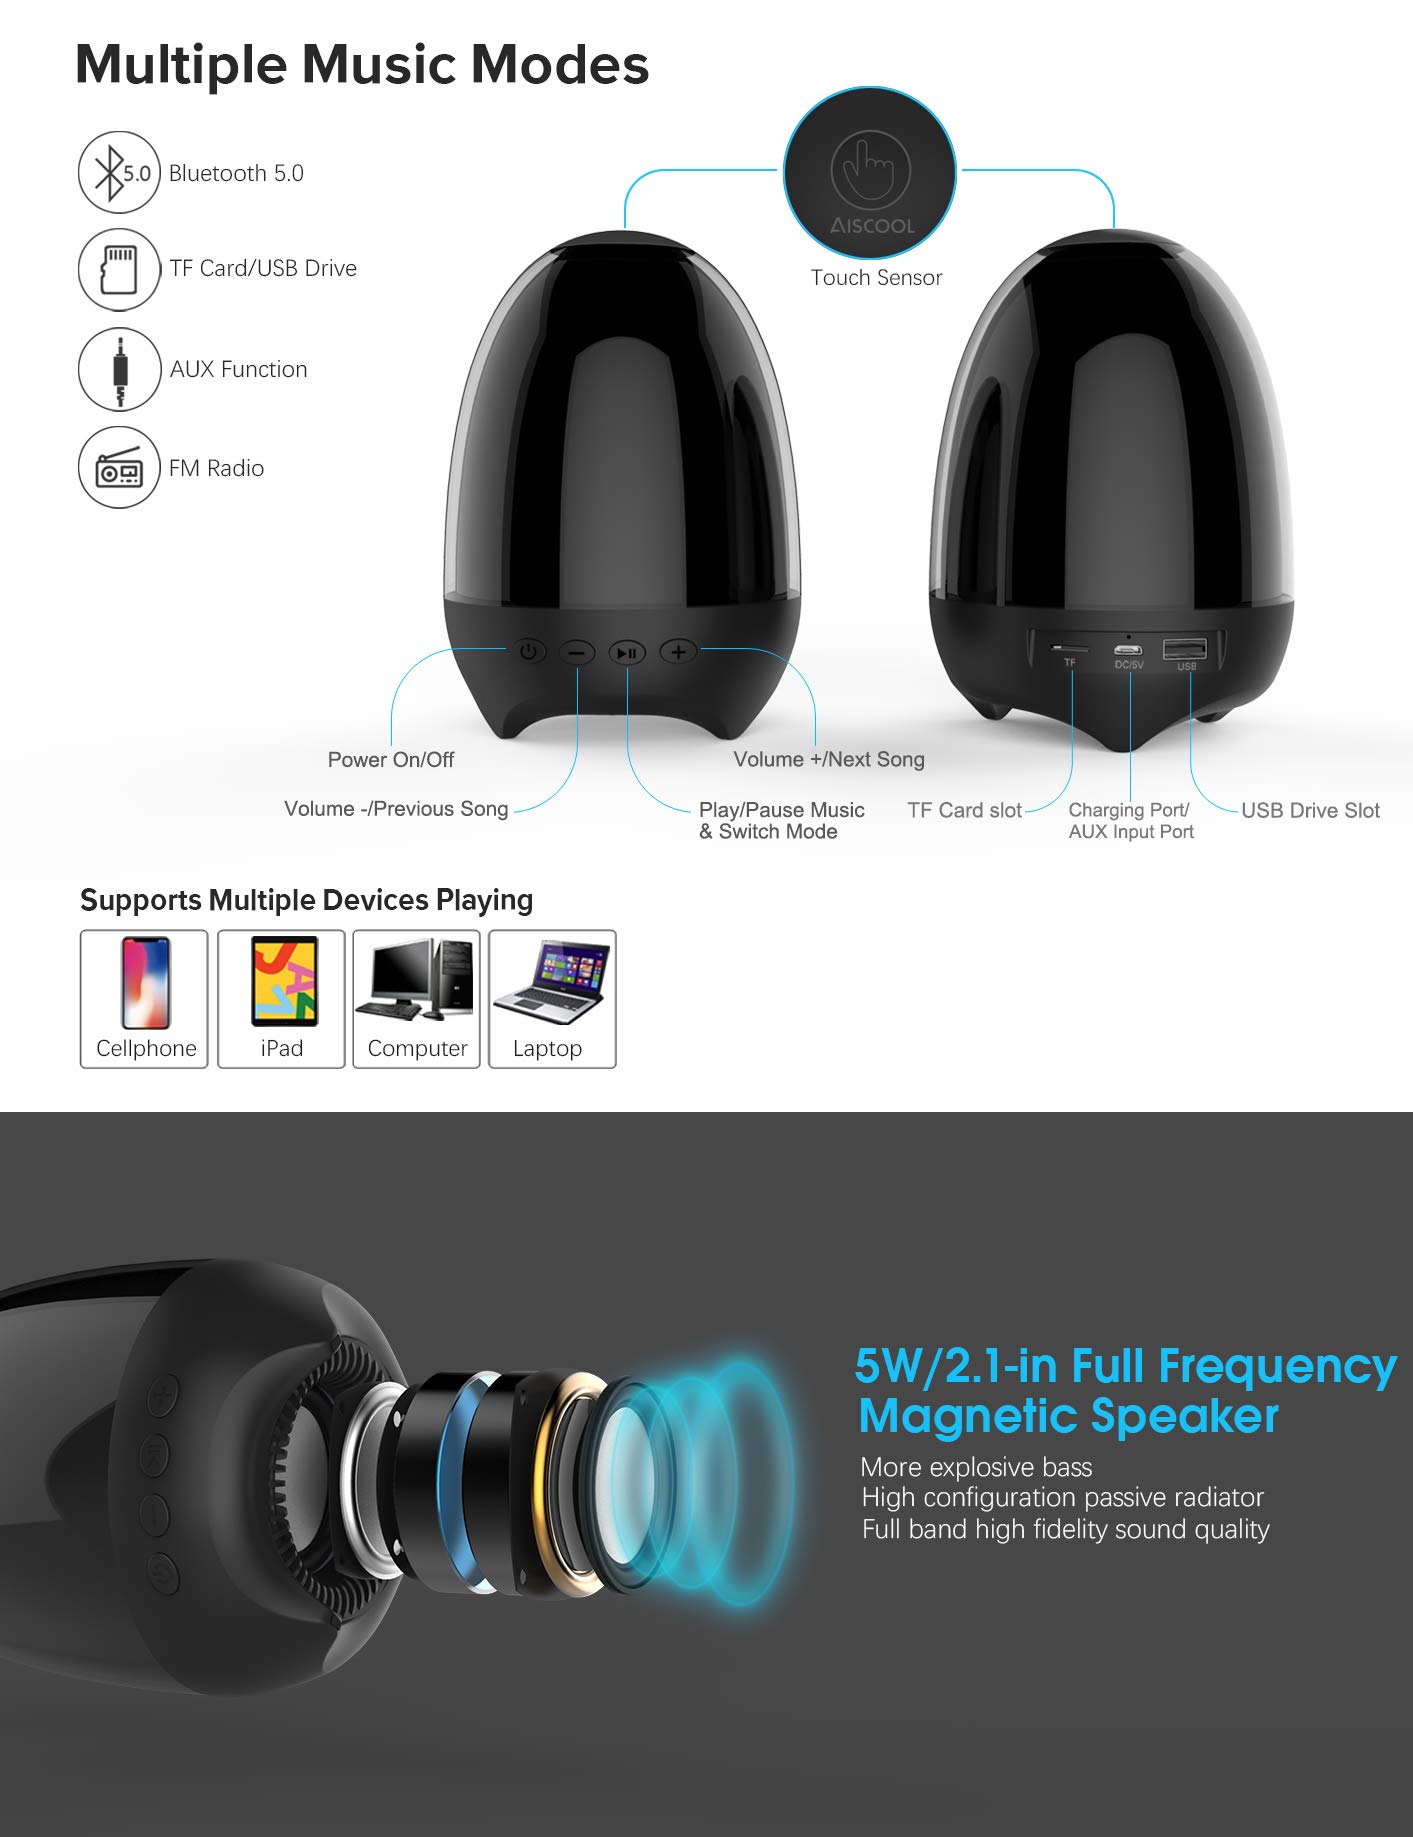 Multiple Music Modes
5.0
Bluetooth 5.0
TF Card/USB Drive
AUX Function
FM Radio
AISCOOL
Touch Sensor
TF
DC/5V
USB
Power On/Off
Volume +/Next Song
Volume -/Previous Song
Play/Pause Music
& Switch Mode
TF Card slot
Charging Port/
AUX Input Port
USB Drive Slot
Supports Multiple Devices Playing
Cellphone
iPad
Computer
Laptop
5W/2.1-in Full Frequency
Magnetic Speaker
More explosive bass
High configuration passive radiator
Full band high fidelity sound quality